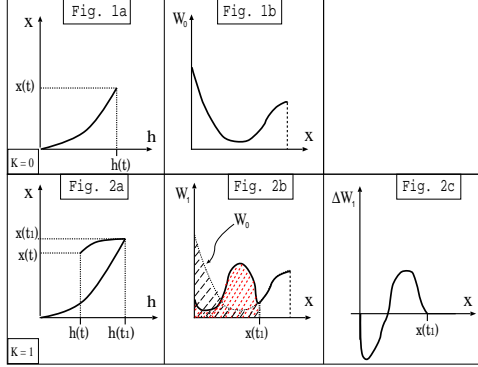 Fig. 1a
X
x(t)
h
h(t)
K = 0
Fig. 1b
W0
X
Fig. 2a
X
x(t1)
x(t)
h
h(t)
h(t1)
K = 1
Fig. 2b
W1
W0
X
x(t1)
Fig. 2c
ΔW1
X
x(t1)